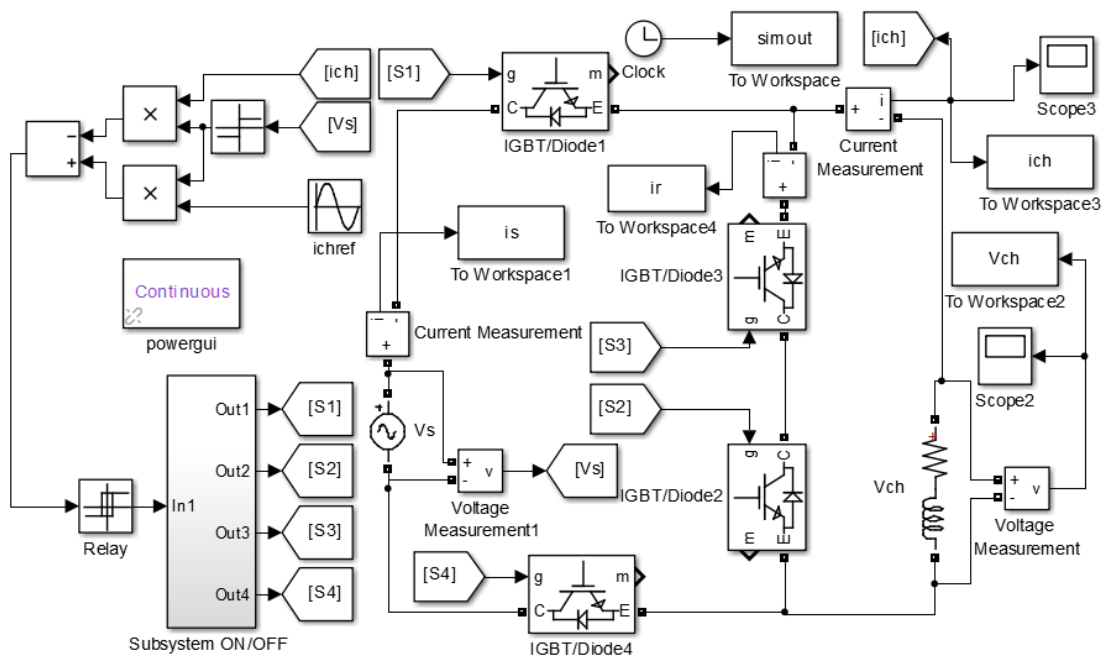 [ich]
[S1]
g
m
C
E
IGBT/Diode1
Clock
simout
To Workspace
[ich]
Scope3
[Vs]
×
−
+
×
ichref
+
i
-
Current
Measurement
ich
To Workspace3
ir
To Workspace4
i
-
+
is
To Workspace1
m
E
IGBT/Diode3
g
C
Vch
To Workspace2
Continuous
powergui
i
-
+
Current Measurement
[S3]
[S2]
Scope2
Out1
[S1]
Out2
[S2]
In1
Out3
[S3]
Out4
[S4]
Subsystem ON/OFF
Relay
+
Vs
+
-
v
[Vs]
Voltage
Measurement1
g
C
IGBT/Diode2
m
E
+
Vch
+
-
v
Voltage
Measurement
[S4]
g
m
C
E
IGBT/Diode4